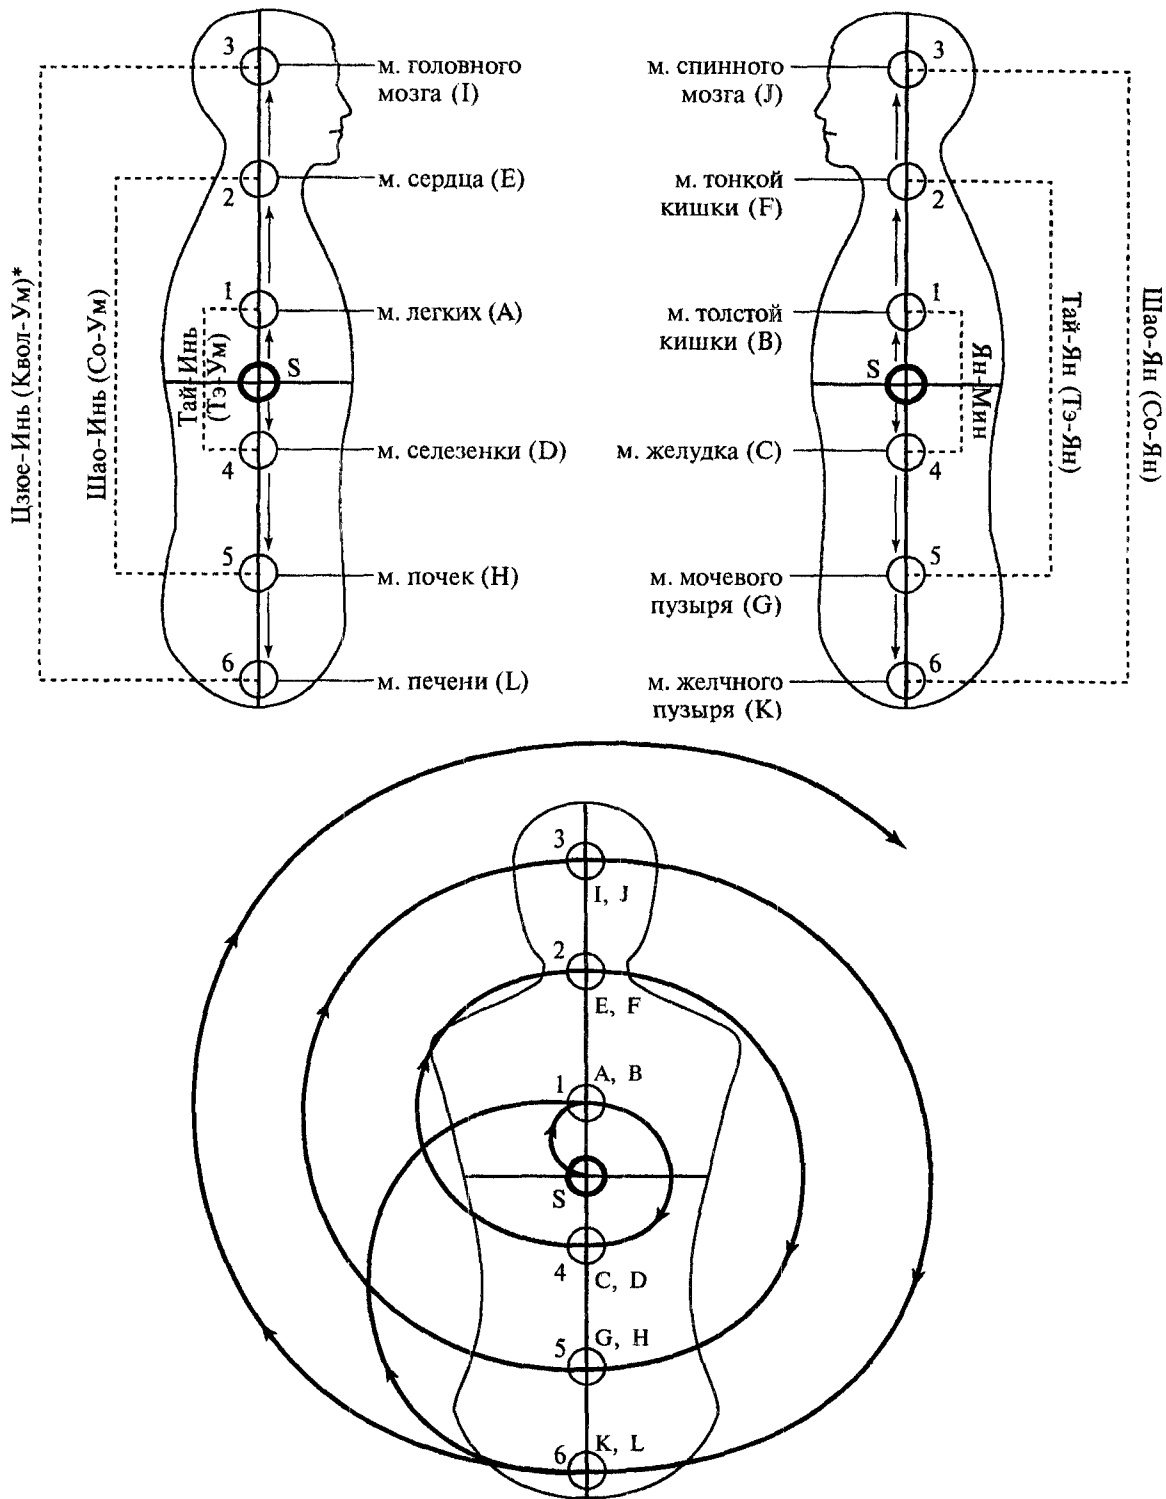 3
м. головного
мозга (I)
м. сердца (E)
2
1
м. легких (A)
S
м. селезенки (D)
4
5
м. почек (H)
6
м. печени (L)
Цзюе-Инь (Квол-Ум)*
Шао-Инь (Со-Ум)
Тай-Инь
(Тэ-Ум)
3
м. спинного
мозга (J)
м. тонкой
кишки (F)
2
1
м. толстой
кишки (B)
S
м. желудка (C)
4
5
м. мочевого
пузыря (G)
6
м. желчного
пузыря (K)
Ян-Мин
Тай-Ян (Тэ-Ян)
Шао-Ян (Со-Ян)
3
I, J
2
E, F
A, B
1
S
4
C, D
G, H
5
K, L
6